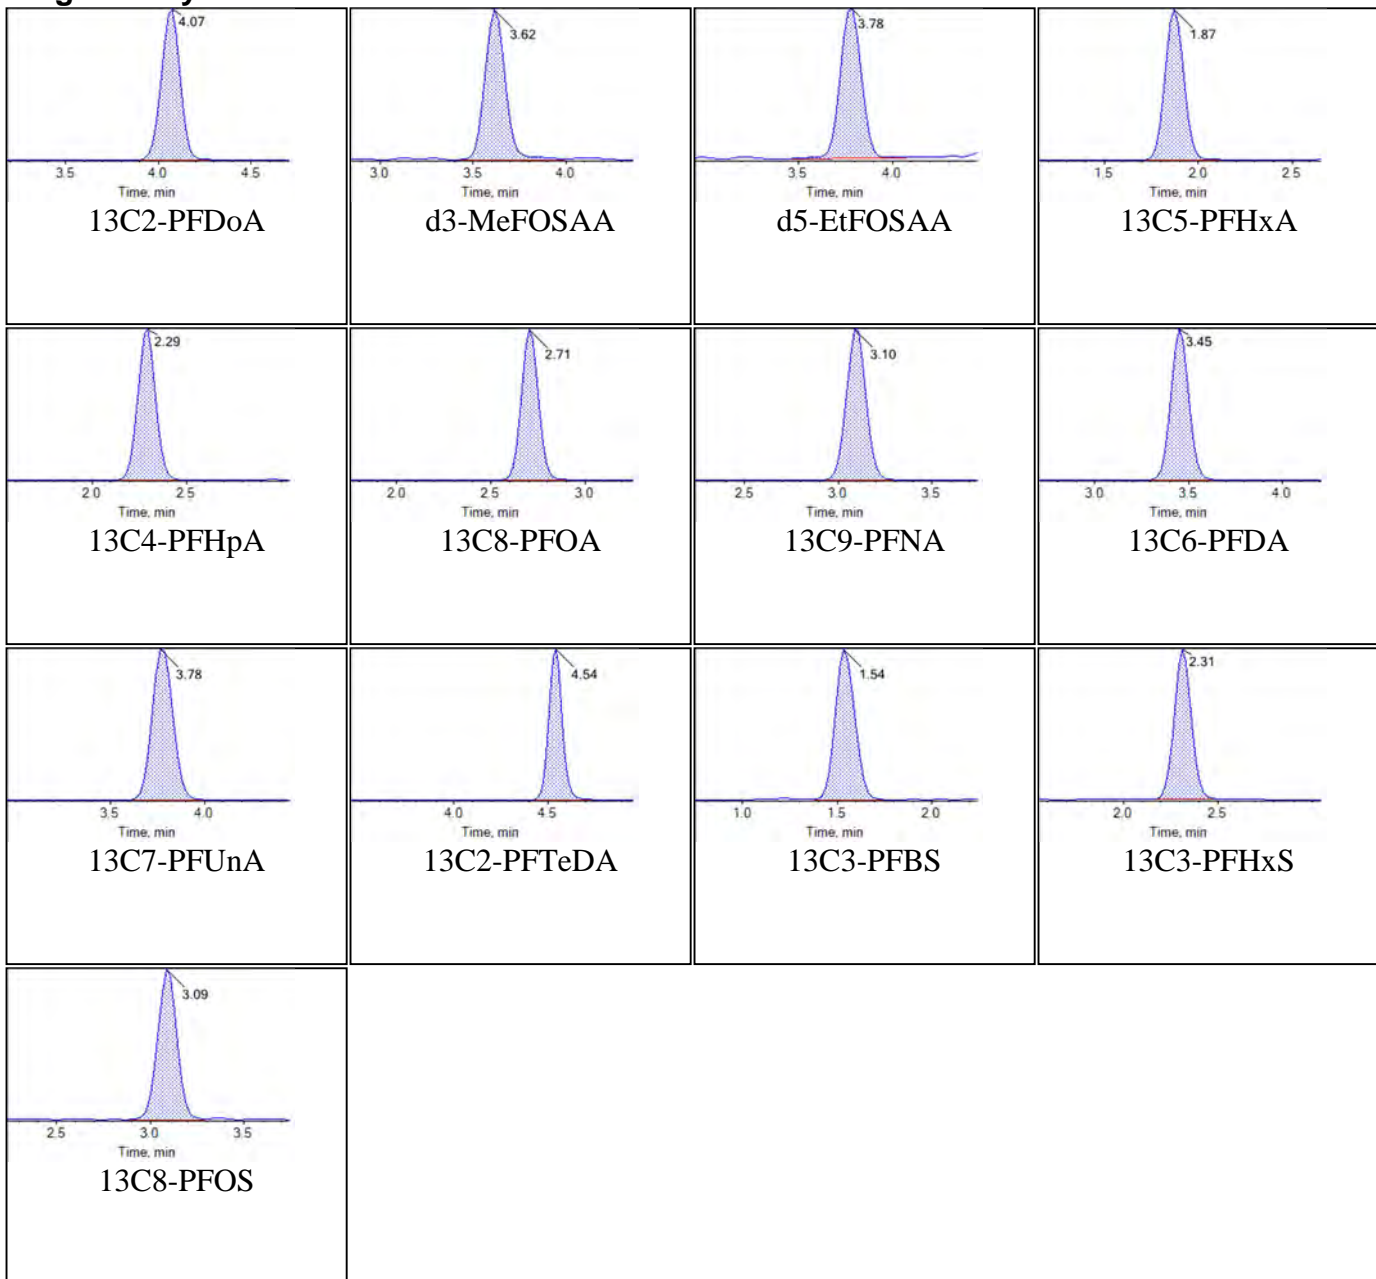 4.07
3.5 4.0 4.5
Time, min
13C2-PFDoA
3.62
3.0 3.5 4.0
Time, min
d3-MeFOSAA
3.78
3.5 4.0
Time, min
d5-EtFOSAA
1.87
1.5 2.0 2.5
Time, min
13C5-PFHxA
2.29
2.0 2.5
Time, min
13C4-PFHpA
2.71
2.0 2.5 3.0
Time, min
13C8-PFOA
3.10
2.5 3.0 3.5
Time, min
13C9-PFNA
3.45
3.0 3.5 4.0
Time, min
13C6-PFDA
3.78
3.5 4.0
Time, min
13C7-PFUnA
4.54
4.0 4.5
Time, min
13C2-PFTeDA
1.54
1.0 1.5 2.0
Time, min
13C3-PFBS
2.31
2.0 2.5
Time, min
13C3-PFHxS
3.09
2.5 3.0 3.5
Time, min
13C8-PFOS